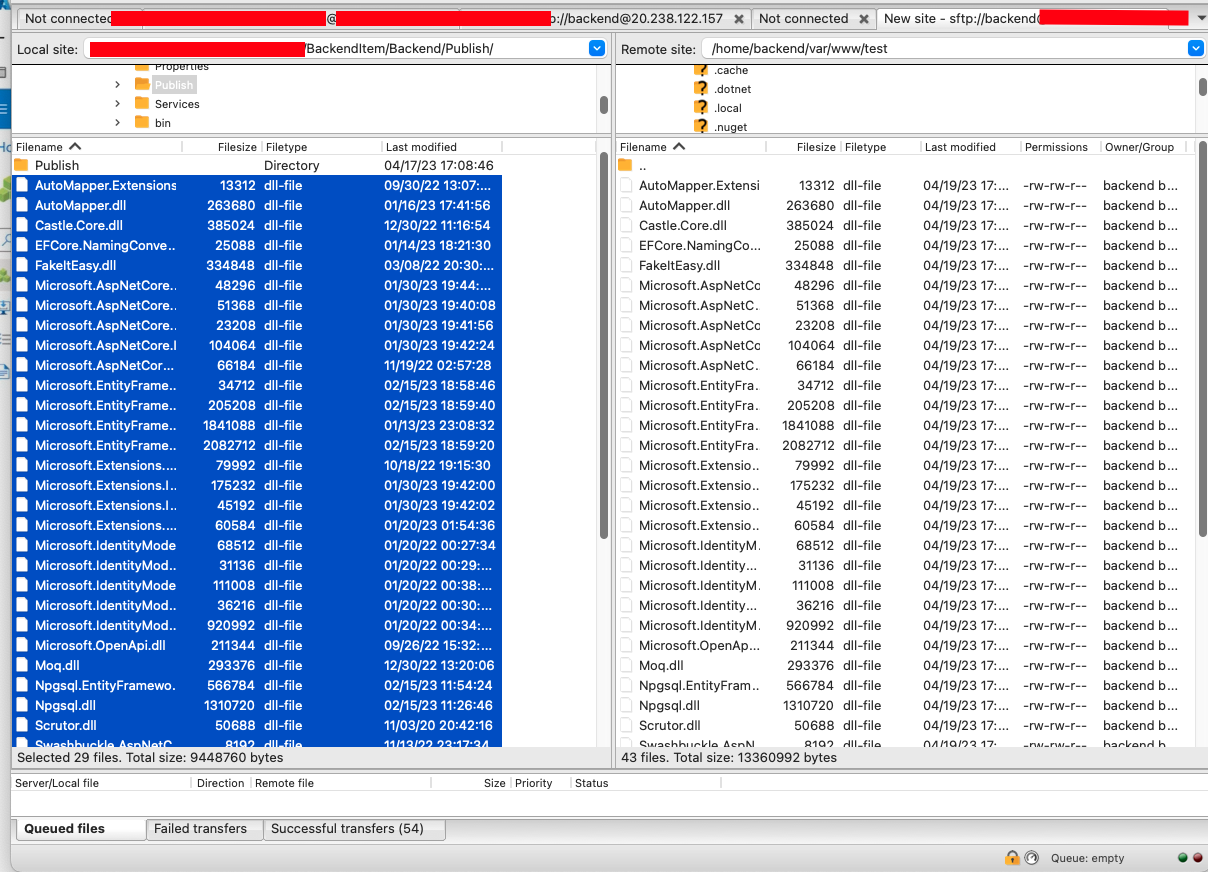 Not connected @ p://backend@20.238.122.157 Not connected New site - sftp://backend@
Local site: /BackendItem/Backend/Publish/ Remote site: /home/backend/var/www/test
Properties .cache
Publish .dotnet
Services .local
bin .nuget
Filename Filesize Filetype Last modified Filename Filesize Filetype Last modified Permissions Owner/Group
Publish Directory 04/17/23 17:08:46 ..
AutoMapper.Extensions 13312 dll-file 09/30/22 13:07:... AutoMapper.Extensi 13312 dll-file 04/19/23 17:... -rw-rw-r-- backend b...
AutoMapper.dll 263680 dll-file 01/16/23 17:41:56 AutoMapper.dll 263680 dll-file 04/19/23 17:... -rw-rw-r-- backend b...
Castle.Core.dll 385024 dll-file 12/30/22 11:16:54 Castle.Core.dll 385024 dll-file 04/19/23 17:... -rw-rw-r-- backend b...
EFCore.NamingConve.. 25088 dll-file 01/14/23 18:21:30 EFCore.NamingCo... 25088 dll-file 04/19/23 17:... -rw-rw-r-- backend b...
FakeItEasy.dll 334848 dll-file 03/08/22 20:30:... FakeItEasy.dll 334848 dll-file 04/19/23 17:... -rw-rw-r-- backend b...
Microsoft.AspNetCore.. 48296 dll-file 01/30/23 19:44:... Microsoft.AspNetCo 48296 dll-file 04/19/23 17:... -rw-rw-r-- backend b...
Microsoft.AspNetCore.. 51368 dll-file 01/30/23 19:40:08 Microsoft.AspNetC. 51368 dll-file 04/19/23 17:... -rw-rw-r-- backend b...
Microsoft.AspNetCore.. 23208 dll-file 01/30/23 19:41:56 Microsoft.AspNetCo 23208 dll-file 04/19/23 17:... -rw-rw-r-- backend b...
Microsoft.AspNetCore.I 104064 dll-file 01/30/23 19:42:24 Microsoft.AspNetCo 104064 dll-file 04/19/23 17:... -rw-rw-r-- backend b...
Microsoft.AspNetCor... 66184 dll-file 11/19/22 02:57:28 Microsoft.AspNetC. 66184 dll-file 04/19/23 17:... -rw-rw-r-- backend b...
Microsoft.EntityFrame.. 34712 dll-file 02/15/23 18:58:46 Microsoft.EntityFra. 34712 dll-file 04/19/23 17:... -rw-rw-r-- backend b...
Microsoft.EntityFrame.. 205208 dll-file 02/15/23 18:59:40 Microsoft.EntityFra. 205208 dll-file 04/19/23 17:... -rw-rw-r-- backend b...
Microsoft.EntityFrame.. 1841088 dll-file 01/13/23 23:08:32 Microsoft.EntityFra. 1841088 dll-file 04/19/23 17:... -rw-rw-r-- backend b...
Microsoft.EntityFrame.. 2082712 dll-file 02/15/23 18:59:20 Microsoft.EntityFra. 2082712 dll-file 04/19/23 17:... -rw-rw-r-- backend b...
Microsoft.Extensions.... 79992 dll-file 10/18/22 19:15:30 Microsoft.Extensio.. 79992 dll-file 04/19/23 17:... -rw-rw-r-- backend b...
Microsoft.Extensions.I.. 175232 dll-file 01/30/23 19:42:00 Microsoft.Extensio.. 175232 dll-file 04/19/23 17:... -rw-rw-r-- backend b...
Microsoft.Extensions.I.. 45192 dll-file 01/30/23 19:42:02 Microsoft.Extensio.. 45192 dll-file 04/19/23 17:... -rw-rw-r-- backend b...
Microsoft.Extensions.... 60584 dll-file 01/20/23 01:54:36 Microsoft.Extensio.. 60584 dll-file 04/19/23 17:... -rw-rw-r-- backend b...
Microsoft.IdentityMode 68512 dll-file 01/20/22 00:27:34 Microsoft.IdentityM. 68512 dll-file 04/19/23 17:... -rw-rw-r-- backend b...
Microsoft.IdentityMod.. 31136 dll-file 01/20/22 00:29:... Microsoft.Identity... 31136 dll-file 04/19/23 17:... -rw-rw-r-- backend b...
Microsoft.IdentityMode 111008 dll-file 01/20/22 00:38:... Microsoft.IdentityM. 111008 dll-file 04/19/23 17:... -rw-rw-r-- backend b...
Microsoft.IdentityMod.. 36216 dll-file 01/20/22 00:30:... Microsoft.Identity... 36216 dll-file 04/19/23 17:... -rw-rw-r-- backend b...
Microsoft.IdentityMod.. 920992 dll-file 01/20/22 00:34:... Microsoft.IdentityM. 920992 dll-file 04/19/23 17:... -rw-rw-r-- backend b...
Microsoft.OpenApi.dll 211344 dll-file 09/26/22 15:32:... Microsoft.OpenAp... 211344 dll-file 04/19/23 17:... -rw-rw-r-- backend b...
Moq.dll 293376 dll-file 12/30/22 13:20:06 Moq.dll 293376 dll-file 04/19/23 17:... -rw-rw-r-- backend b...
Npgsql.EntityFramewo. 566784 dll-file 02/15/23 11:54:24 Npgsql.EntityFram.. 566784 dll-file 04/19/23 17:... -rw-rw-r-- backend b...
Npgsql.dll 1310720 dll-file 02/15/23 11:26:46 Npgsql.dll 1310720 dll-file 04/19/23 17:... -rw-rw-r-- backend b...
Scrutor.dll 50688 dll-file 11/03/20 20:42:16 Scrutor.dll 50688 dll-file 04/19/23 17:... -rw-rw-r-- backend b...
Swashbuckle.AspNetC 8192 dll-file 11/13/22 23:17:34 Swashbuckle.AspN 8192 dll-file 04/19/23 17:... -rw-rw-r-- backend b...
Selected 29 files. Total size: 9448760 bytes 43 files. Total size: 13360992 bytes
Server/Local file Direction Remote file Size Priority Status
Queued files Failed transfers Successful transfers (54)
Queue: empty